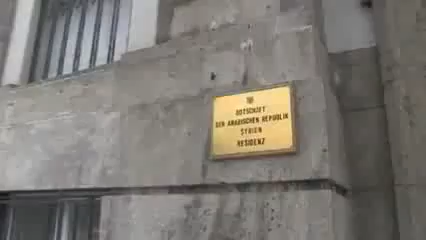 BOTSCHAFT
DER ARABISCHEN REPUBLIK
SYRIEN
RESIDENZ